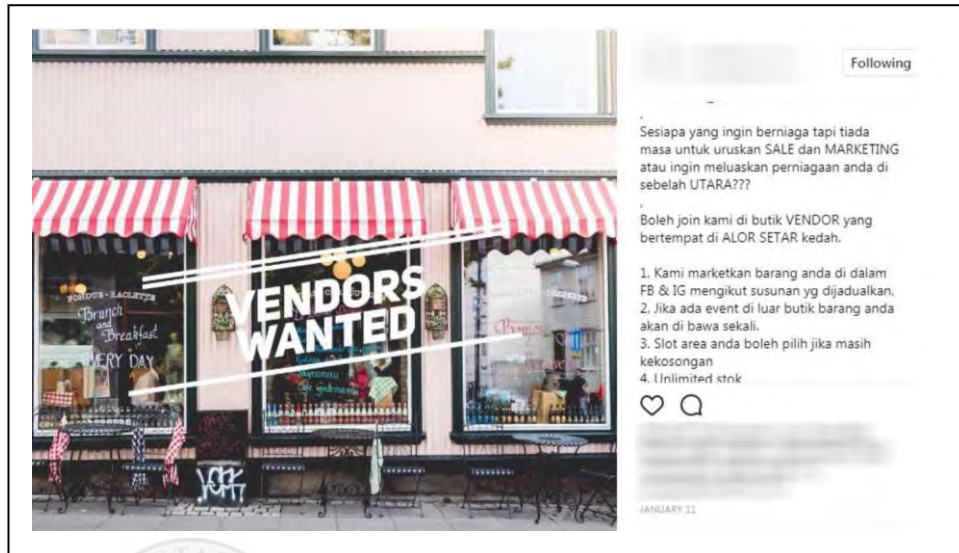 Following
.
Sesiapa yang ingin berniaga tapi tiada
masa untuk uruskan SALE dan MARKETING
atau ingin meluaskan perniagaan anda di
sebelah UTARA???
.
Boleh join kami di butik VENDOR yang
bertempat di ALOR SETAR kedah.
1. Kami marketkan barang anda di dalam
FB & IG mengikut susunan yg dijadualkan.
2. Jika ada event di luar butik barang anda
akan di bawa sekali.
3. Slot area anda boleh pilih jika masih
kekosongan
4. Unlimited stok
JANUARY 11
VENDORS
WANTED
FONDUE - RACLETTE
Brunch
and
Breakfast
EVERY DAY